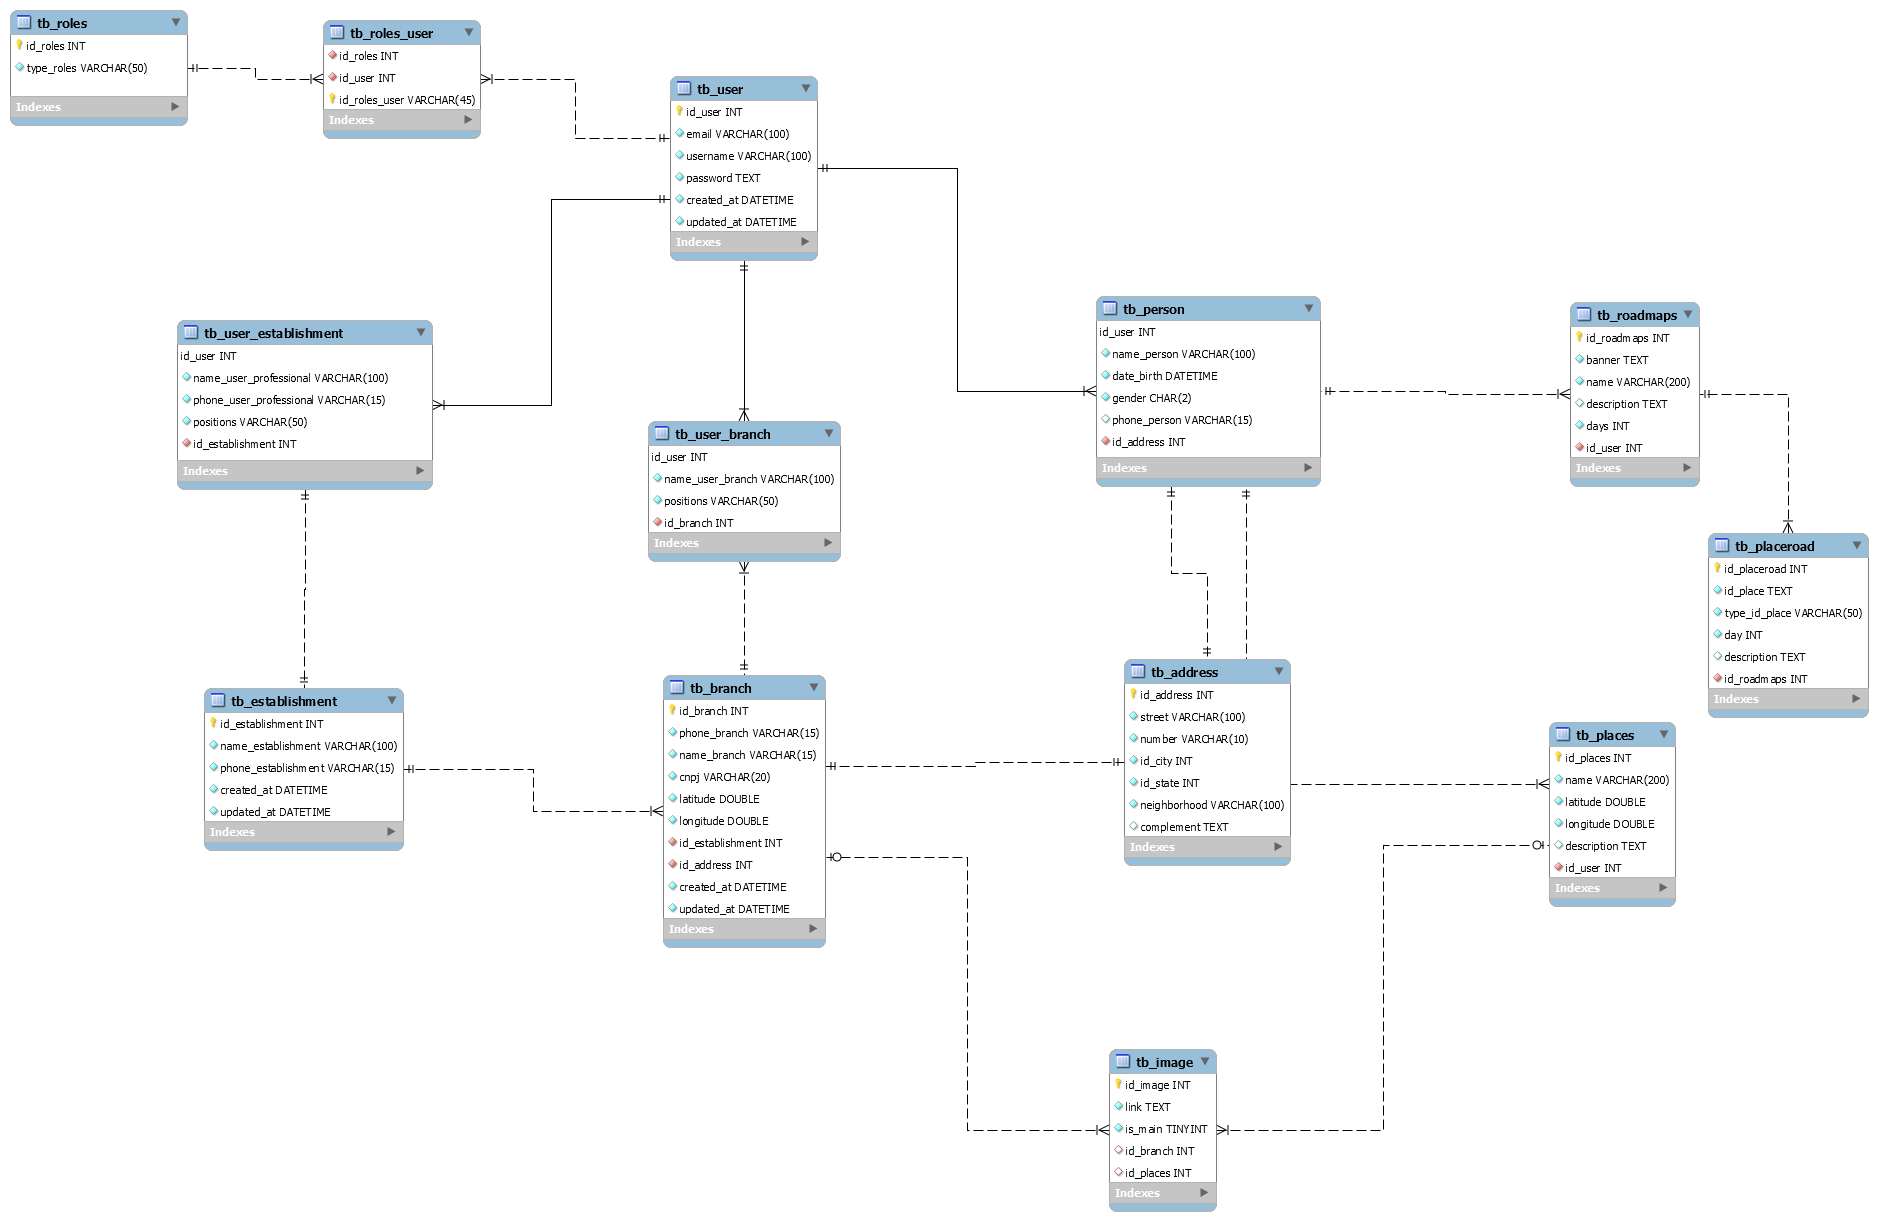 tb_roles
id_roles INT
type_roles VARCHAR(50)
Indexes
tb_roles_user
id_roles INT
id_user INT
id_roles_user VARCHAR(45)
Indexes
tb_user
id_user INT
email VARCHAR(100)
username VARCHAR(100)
password TEXT
created_at DATETIME
updated_at DATETIME
Indexes
tb_user_establishment
id_user INT
name_user_professional VARCHAR(100)
phone_user_professional VARCHAR(15)
positions VARCHAR(50)
id_establishment INT
Indexes
tb_user_branch
id_user INT
name_user_branch VARCHAR(100)
positions VARCHAR(50)
id_branch INT
Indexes
tb_person
id_user INT
name_person VARCHAR(100)
date_birth DATETIME
gender CHAR(2)
phone_person VARCHAR(15)
id_address INT
Indexes
tb_roadmaps
id_roadmaps INT
banner TEXT
name VARCHAR(200)
description TEXT
days INT
id_user INT
Indexes
tb_placeroad
id_placeroad INT
id_place TEXT
type_id_place VARCHAR(50)
day INT
description TEXT
id_roadmaps INT
Indexes
tb_establishment
id_establishment INT
name_establishment VARCHAR(100)
phone_establishment VARCHAR(15)
created_at DATETIME
updated_at DATETIME
Indexes
tb_branch
id_branch INT
phone_branch VARCHAR(15)
name_branch VARCHAR(15)
cnpj VARCHAR(20)
latitude DOUBLE
longitude DOUBLE
id_establishment INT
id_address INT
created_at DATETIME
updated_at DATETIME
Indexes
tb_address
id_address INT
street VARCHAR(100)
number VARCHAR(10)
id_city INT
id_state INT
neighborhood VARCHAR(100)
complement TEXT
Indexes
tb_places
id_places INT
name VARCHAR(200)
latitude DOUBLE
longitude DOUBLE
description TEXT
id_user INT
Indexes
tb_image
id_image INT
link TEXT
is_main TINYINT
id_branch INT
id_places INT
Indexes